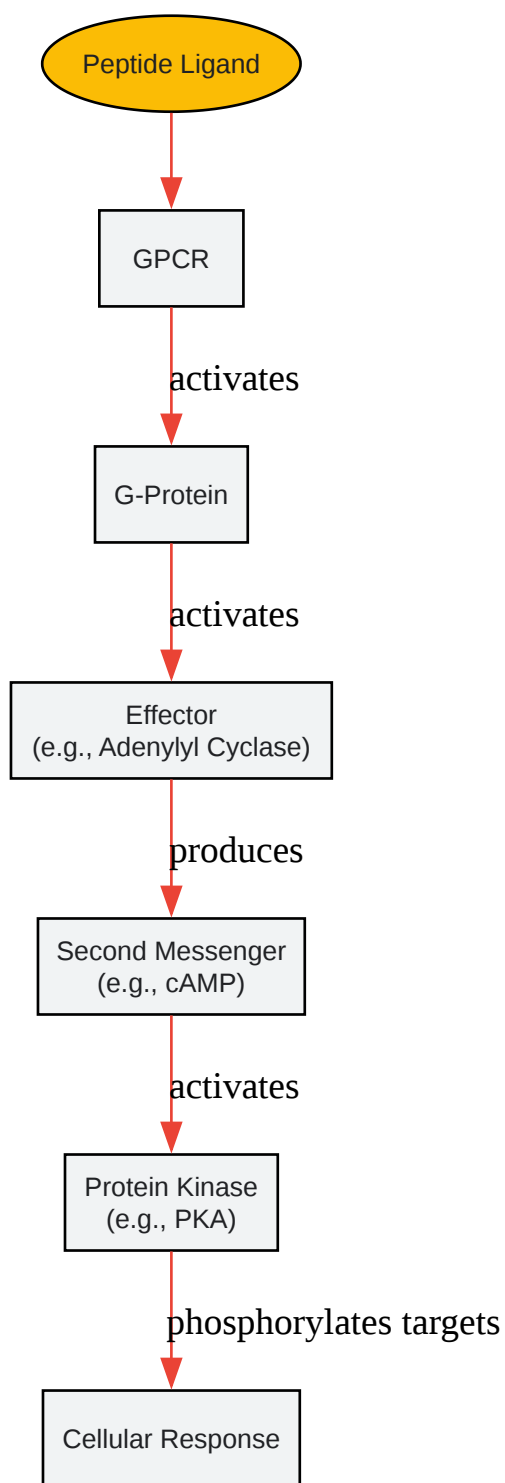 Peptide Ligand
GPCR
activates
G-Protein
activates
Effector
(e.g., Adenylyl Cyclase)
produces
Second Messenger
(e.g., cAMP)
activates
Protein Kinase
(e.g., PKA)
phosphorylates targets
Cellular Response